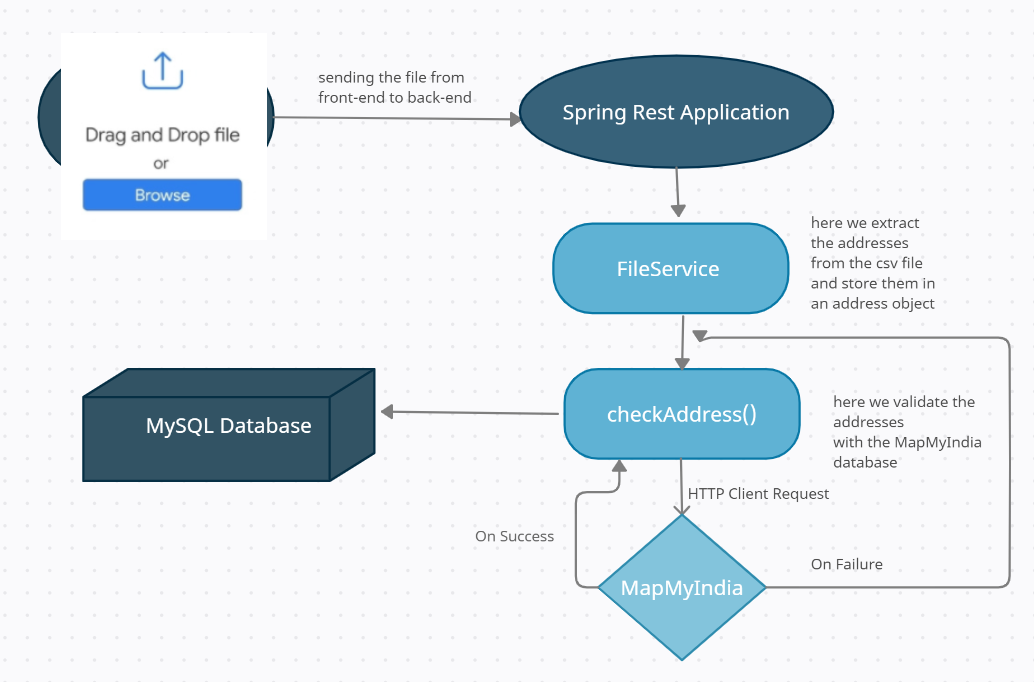 Drag and Drop file
or
Browse
sending the file from
front-end to back-end
Spring Rest Application
FileService
here we extract
the addresses
from the csv file
and store them in
an address object
MySQL Database
checkAddress()
here we validate the
addresses
with the MapMyIndia
database
HTTP Client Request
On Success
MapMyIndia
On Failure